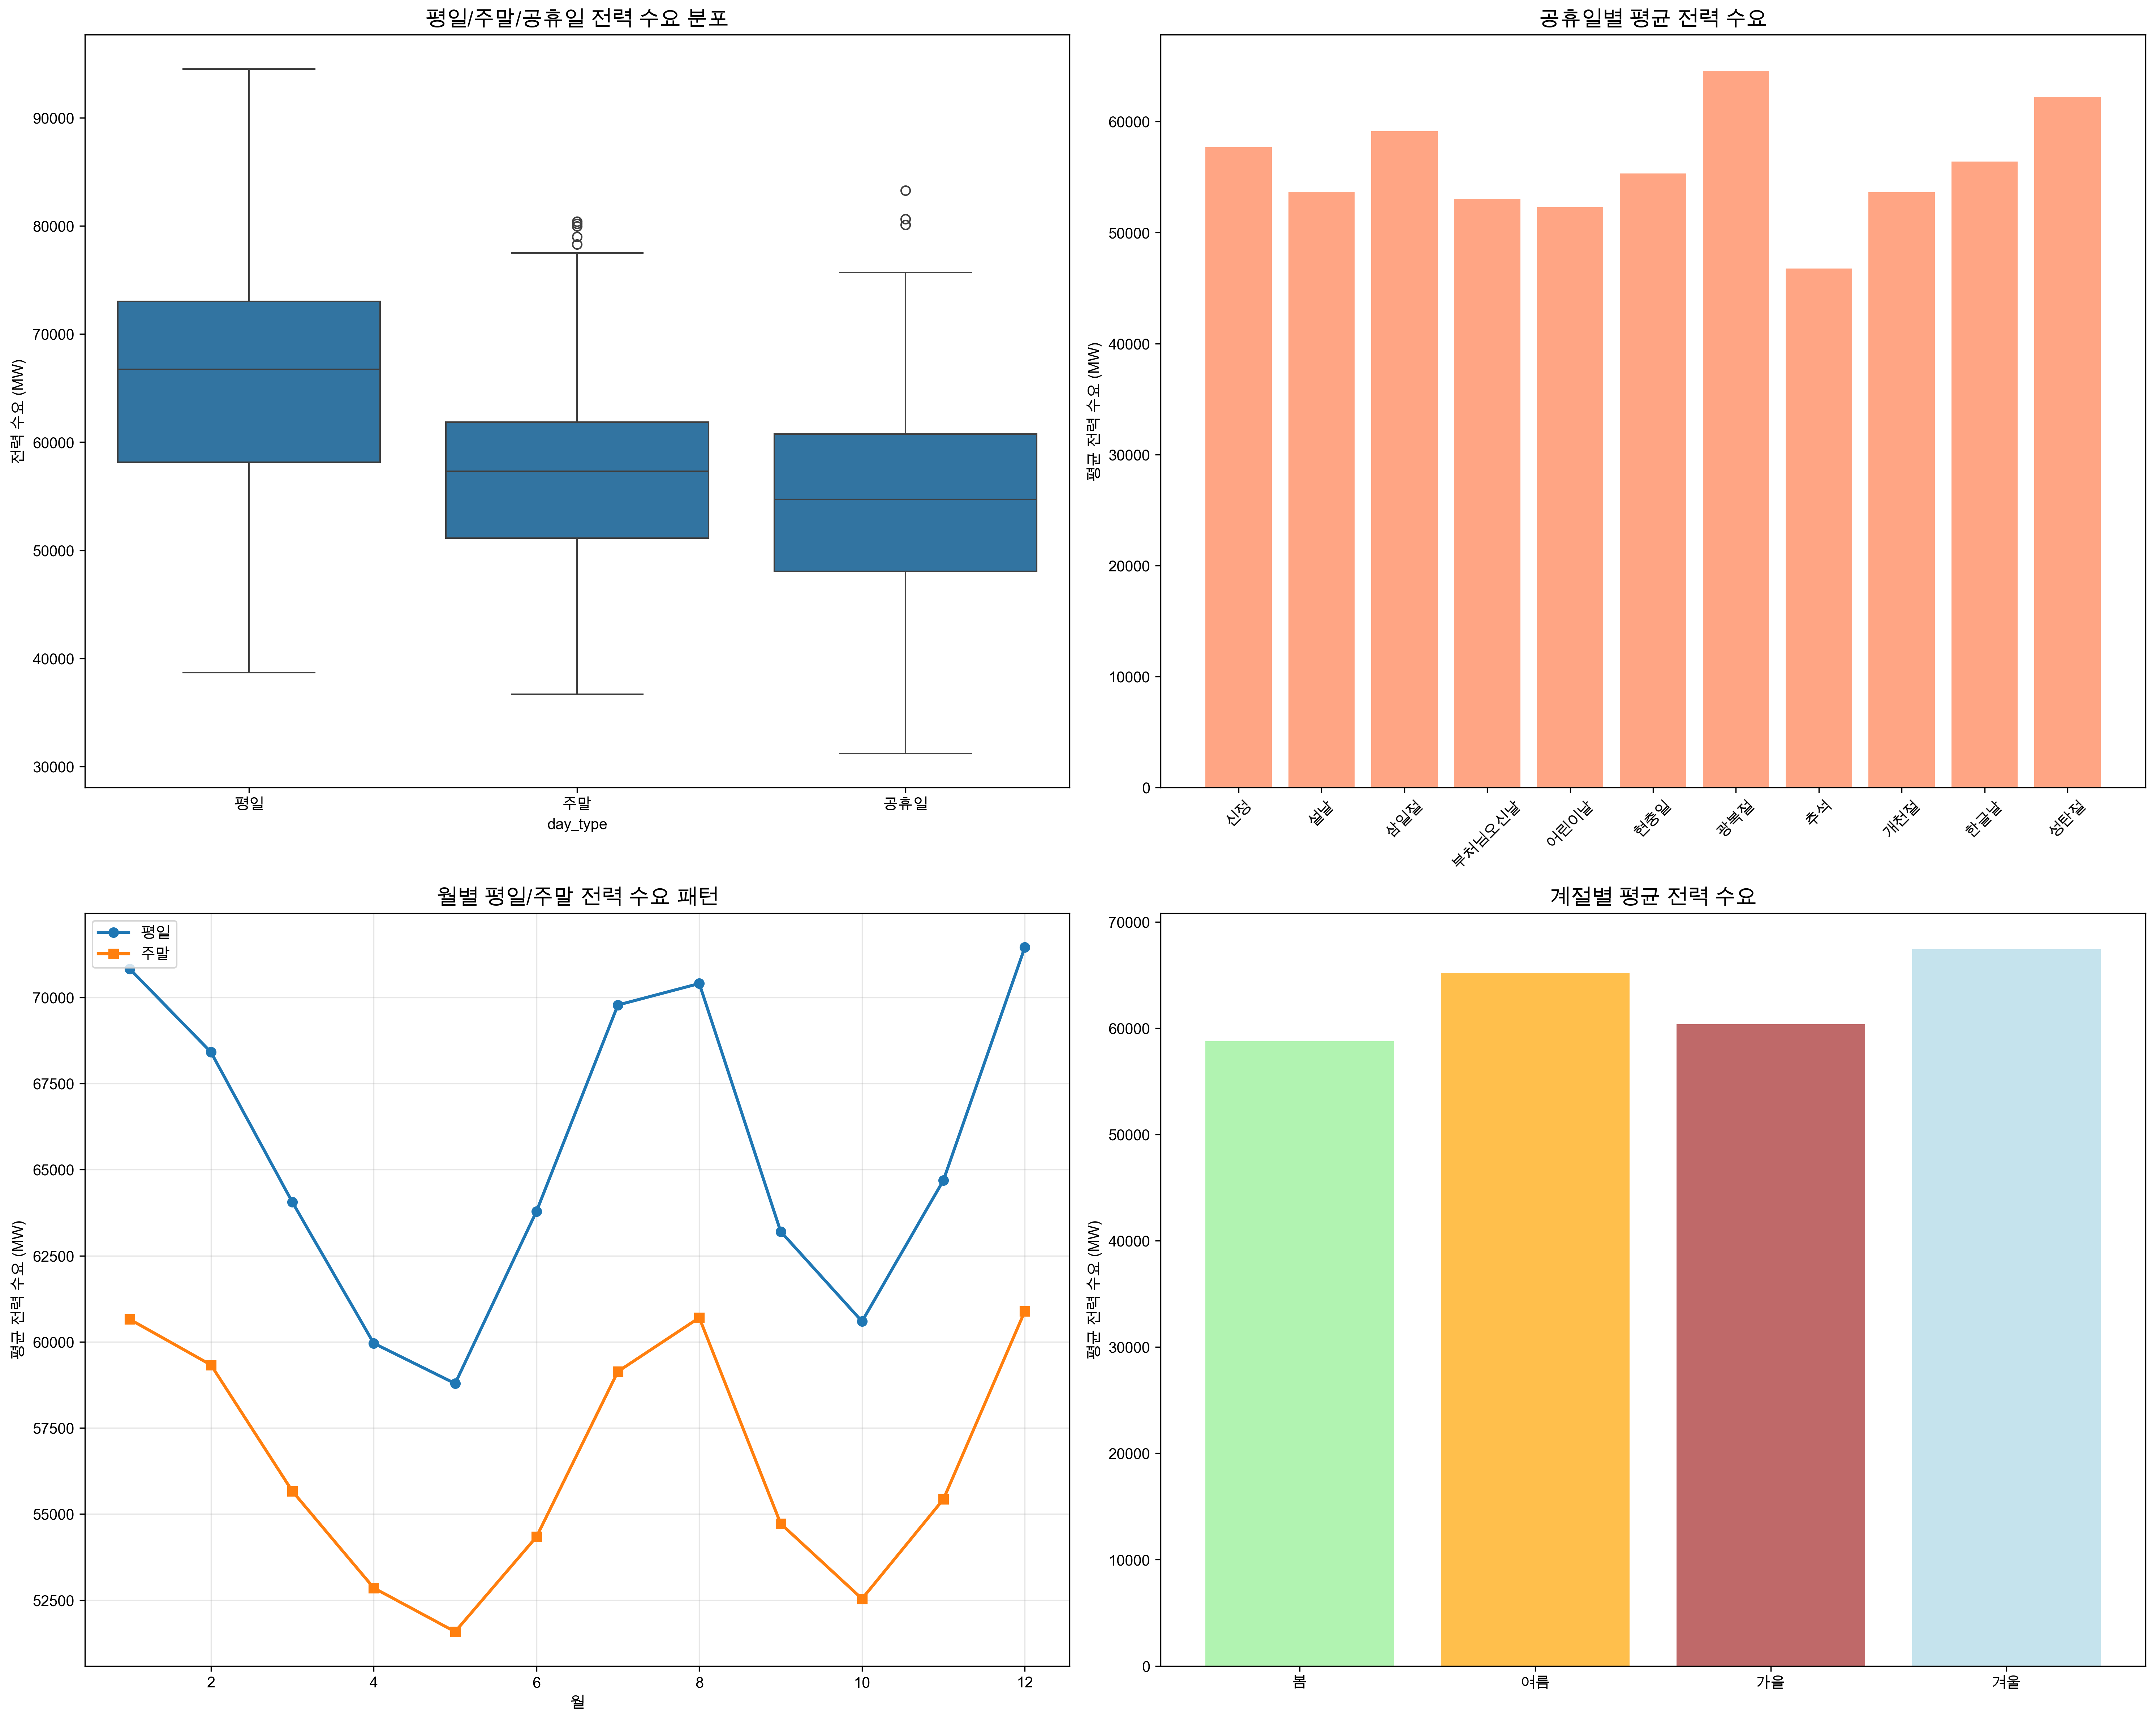 평일/주말/공휴일 전력 수요 분포
전력 수요 (MW)
90000
80000
70000
60000
50000
40000
30000
평일 주말 공휴일
day_type
공휴일별 평균 전력 수요
평균 전력 수요 (MW)
60000
50000
40000
30000
20000
10000
0
신정 설날 삼일절 부처님오신날 어린이날 현충일 광복절 추석 개천절 한글날 성탄절
월별 평일/주말 전력 수요 패턴
평일
주말
평균 전력 수요 (MW)
70000
67500
65000
62500
60000
57500
55000
52500
2 4 6 8 10 12
월
계절별 평균 전력 수요
평균 전력 수요 (MW)
70000
60000
50000
40000
30000
20000
10000
0
봄 여름 가을 겨울